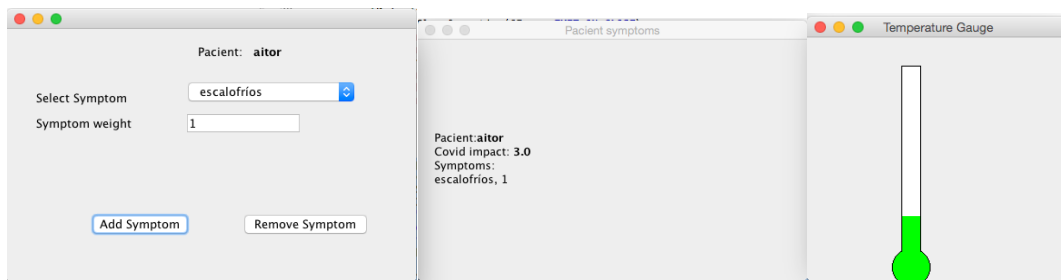 Pacient: aitor
Select Symptom
escalofríos
Symptom weight
1
Add Symptom
Remove Symptom
Pacient symptoms
Pacient:aitor
Covid impact: 3.0
Symptoms:
escalofríos, 1
Temperature Gauge